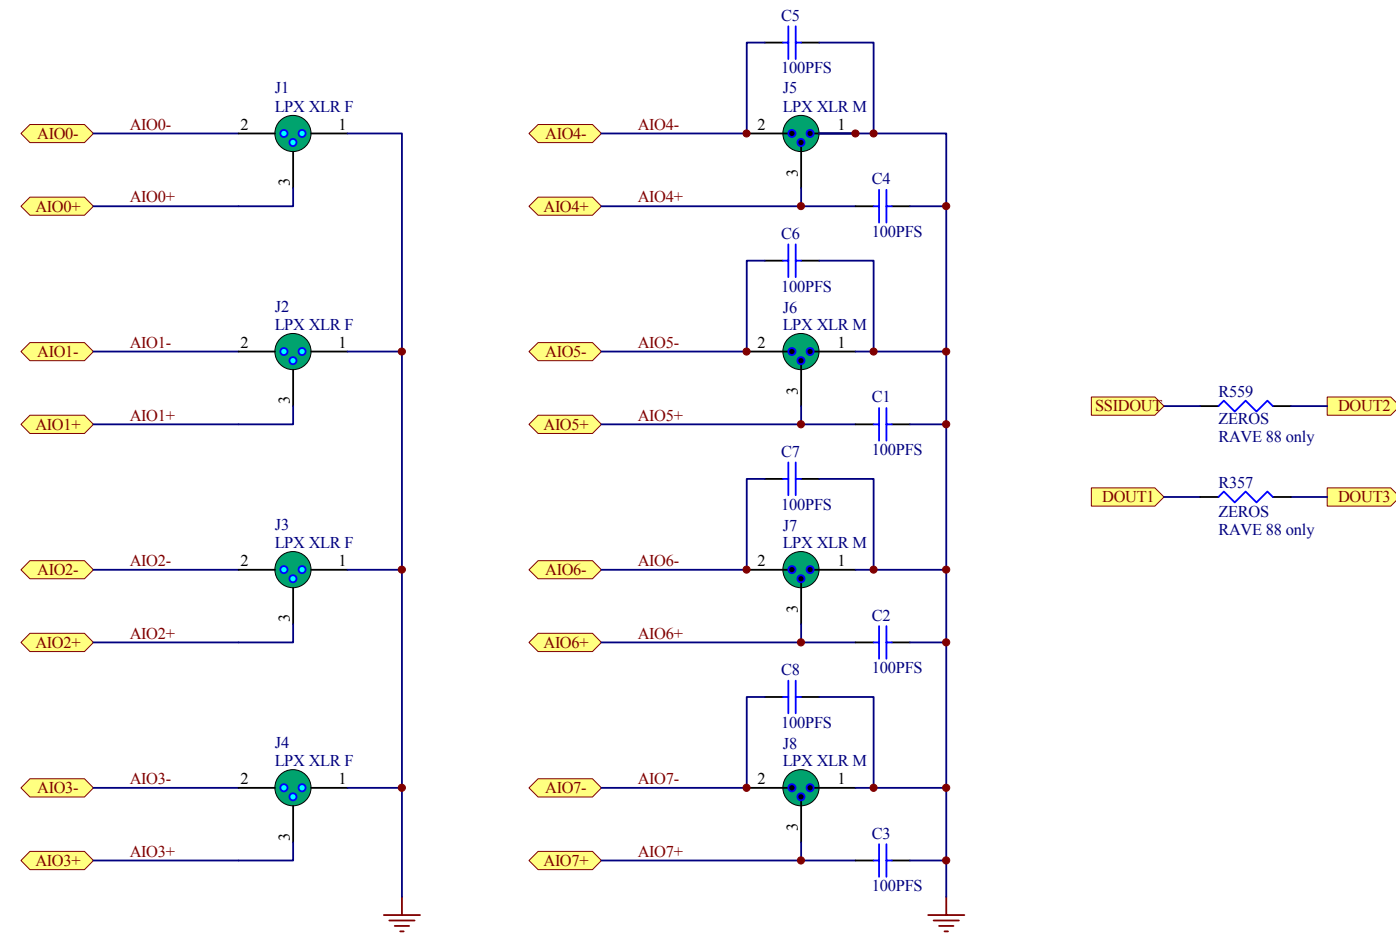 J1
LPX XLR F
AIO0- AIO0- 2 1
3
AIO0+ AIO0+
J2
LPX XLR F
AIO1- AIO1- 2 1
3
AIO1+ AIO1+
J3
LPX XLR F
AIO2- AIO2- 2 1
3
AIO2+ AIO2+
J4
LPX XLR F
AIO3- AIO3- 2 1
3
AIO3+ AIO3+
C5
100PFS
J5
LPX XLR M
AIO4- AIO4- 2 1
3
C4
AIO4+ AIO4+
100PFS
C6
100PFS
J6
LPX XLR M
AIO5- AIO5- 2 1
3
C1
AIO5+ AIO5+
100PFS
C7
100PFS
J7
LPX XLR M
AIO6- AIO6- 2 1
3
C2
AIO6+ AIO6+
100PFS
C8
100PFS
J8
LPX XLR M
AIO7- AIO7- 2 1
3
C3
AIO7+ AIO7+
100PFS
R559
SSIDOUT DOUT2
ZEROS
RAVE 88 only
R357
DOUT1 DOUT3
ZEROS
RAVE 88 only